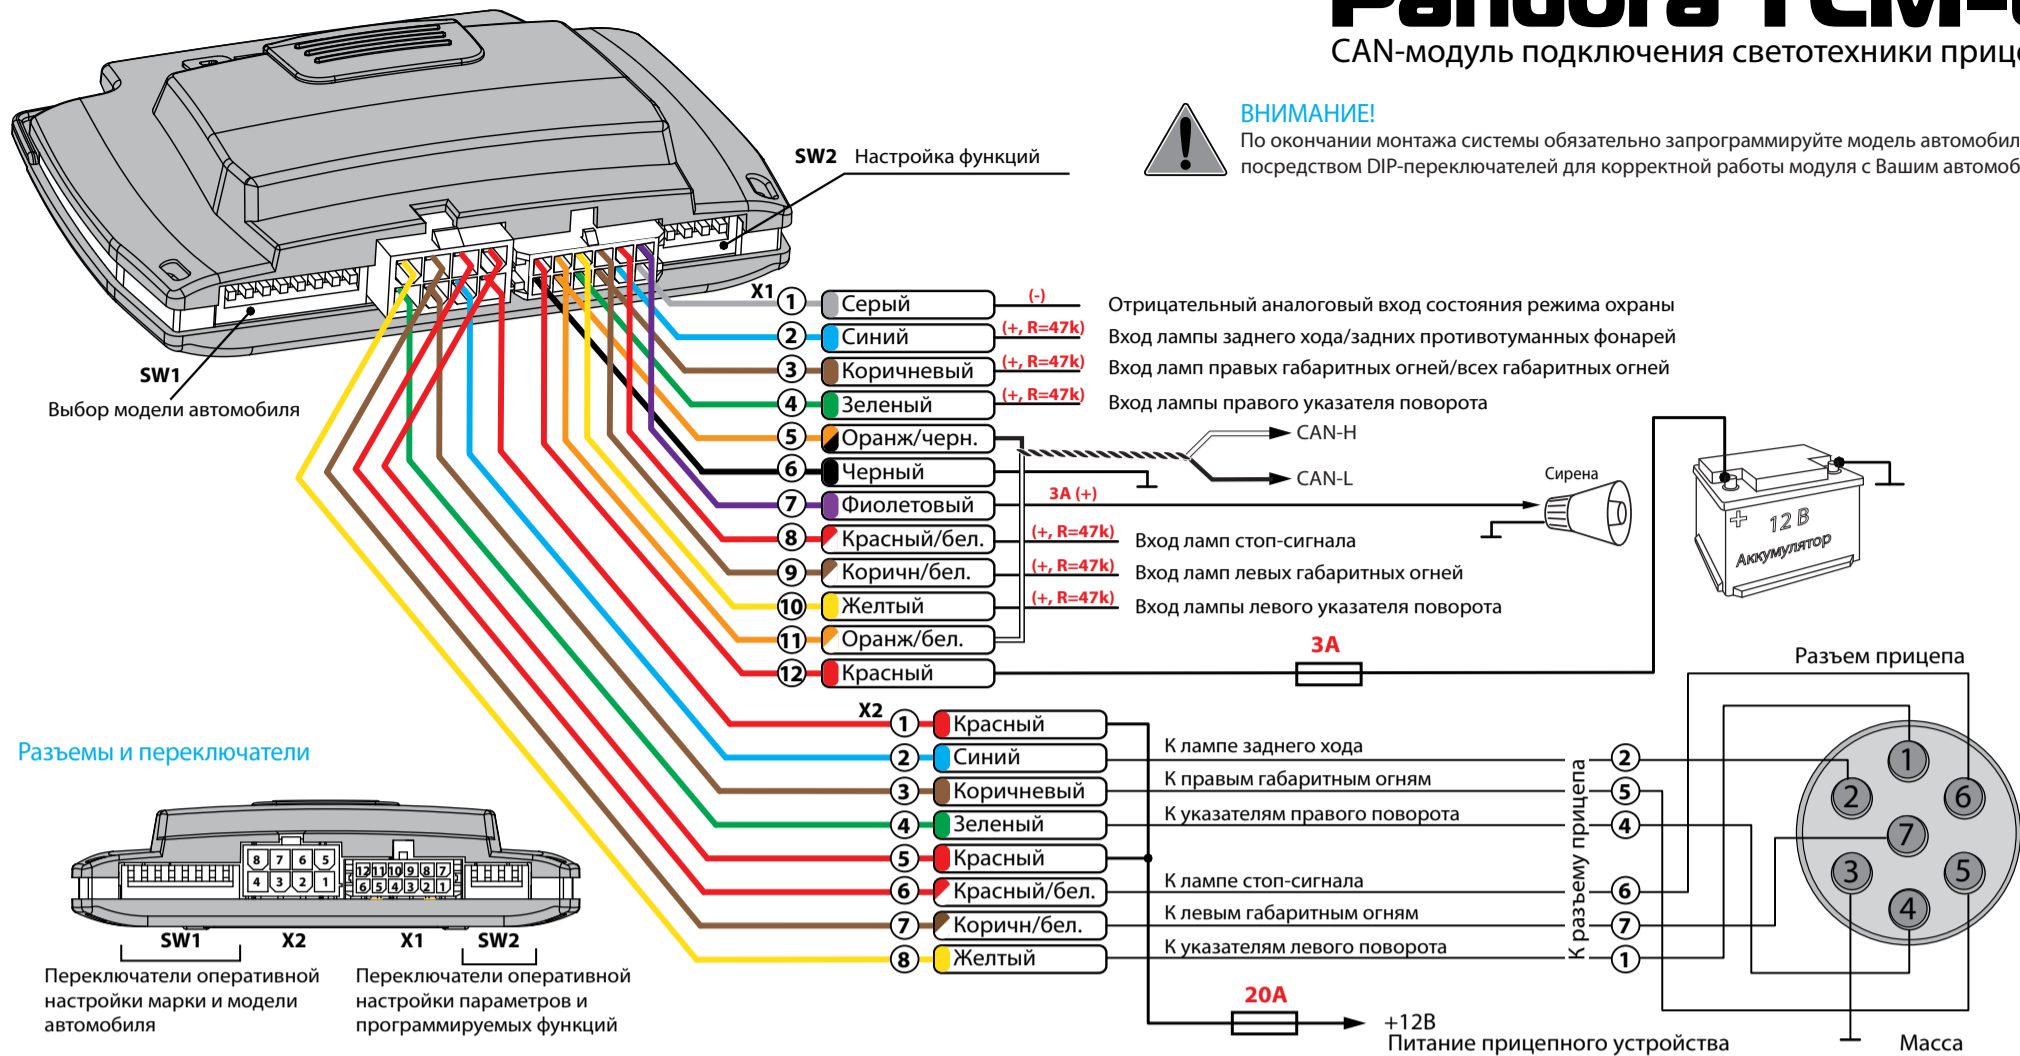 Pandora TCM-
CAN-модуль подключения светотехники
ВНИМАНИЕ!
По окончании монтажа системы обязательно запрограммируйте модель
посредством DIP-переключателей для корректной работы модуля с Вашим
SW2 Настройка функций
SW1
Выбор модели автомобиля
X1
1 Серый (-) Отрицательный аналоговый вход состояния режима охраны
2 Синий (+, R=47k) Вход лампы заднего хода/задних противотуманных фонарей
3 Коричневый (+, R=47k) Вход ламп правых габаритных огней/всех габаритных огней
4 Зеленый (+, R=47k) Вход лампы правого указателя поворота
5 Оранж/черн. CAN-H
6 Черный CAN-L
7 Фиолетовый 3А (+) Сирена
8 Красный/бел. (+, R=47k) Вход ламп стоп-сигнала
9 Коричн/бел. (+, R=47k) Вход ламп левых габаритных огней
10 Желтый (+, R=47k) Вход лампы левого указателя поворота
11 Оранж/бел.
12 Красный 3А
+ 12 В
Аккумулятор
Разъем прицепа
X2
1 Красный
2 Синий К лампе заднего хода 2
3 Коричневый К правым габаритным огням 5
4 Зеленый К указателям правого поворота 4
5 Красный
6 Красный/бел. К лампе стоп-сигнала 6
7 Коричн/бел. К левым габаритным огням 7
8 Желтый К указателям левого поворота 1
К разъему прицепа
1
2 6
7
3 5
4
20А
+12В
Питание прицепного устройства
Масса
Разъемы и переключатели
8 7 6 5
4 3 2 1
12 11 10 9 8 7
6 5 4 3 2 1
SW1 X2 X1 SW2
Переключатели оперативной
настройки марки и модели
автомобиля
Переключатели оперативной
настройки параметров и
программируемых функций